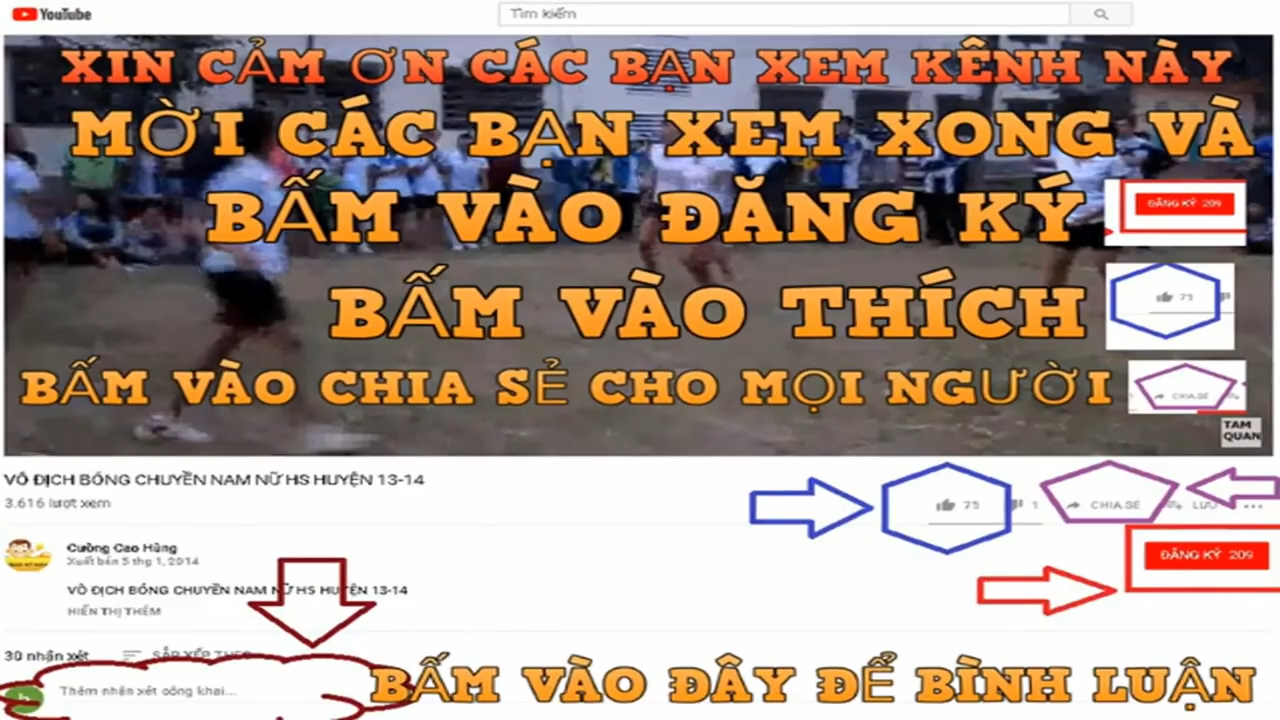 YouTube
Tìm kiếm
XIN CẢM ƠN CÁC BẠN XEM KÊNH NÀY
MỜI CÁC BẠN XEM XONG VÀ
BẤM VÀO ĐĂNG KÝ
ĐĂNG KÝ 209
BẤM VÀO THÍCH
75
BẤM VÀO CHIA SẺ CHO MỌI NGƯỜI
CHIA SẺ
TAM
QUAN
VÔ ĐỊCH BÓNG CHUYỀN NAM NỮ HS HUYỆN 13-14
3.616 lượt xem
75 1 CHIA SẺ LƯU
Cường Cao Hùng
Xuất bản 5 thg 1, 2014
ĐĂNG KÝ 209
VÔ ĐỊCH BÓNG CHUYỀN NAM NỮ HS HUYỆN 13-14
HIỂN THỊ THÊM
30 nhận xét SẮP XẾP THEO
Thêm nhận xét công khai...
BẤM VÀO ĐÂY ĐỂ BÌNH LUẬN